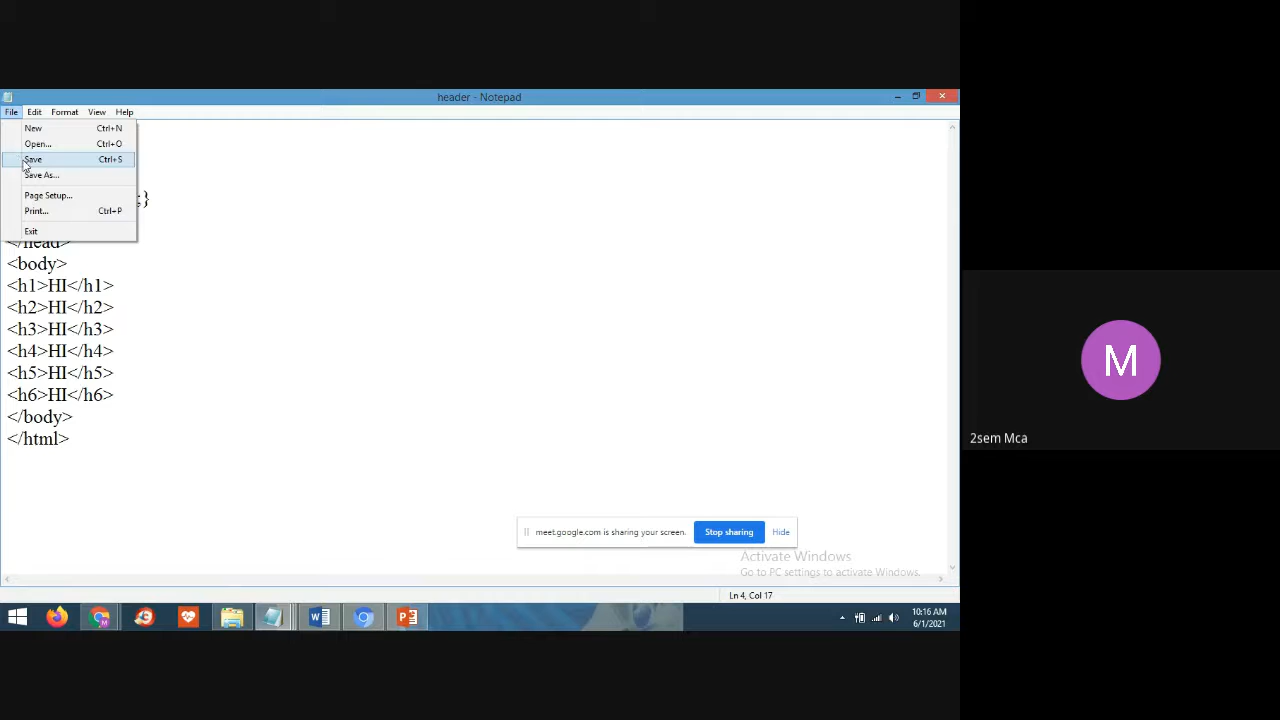 header - Notepad
File Edit Format View Help
New Ctrl+N
Open... Ctrl+O
Save Ctrl+S
Save As...
Page Setup...
Print... Ctrl+P
Exit
;}
</head>
<body>
<h1>HI</h1>
<h2>HI</h2>
<h3>HI</h3>
<h4>HI</h4>
<h5>HI</h5>
<h6>HI</h6>
</body>
</html>
M
2sem Mca
meet.google.com is sharing your screen. Stop sharing Hide
Activate Windows
Go to PC settings to activate Windows.
Ln 4, Col 17
10:16 AM
6/1/2021